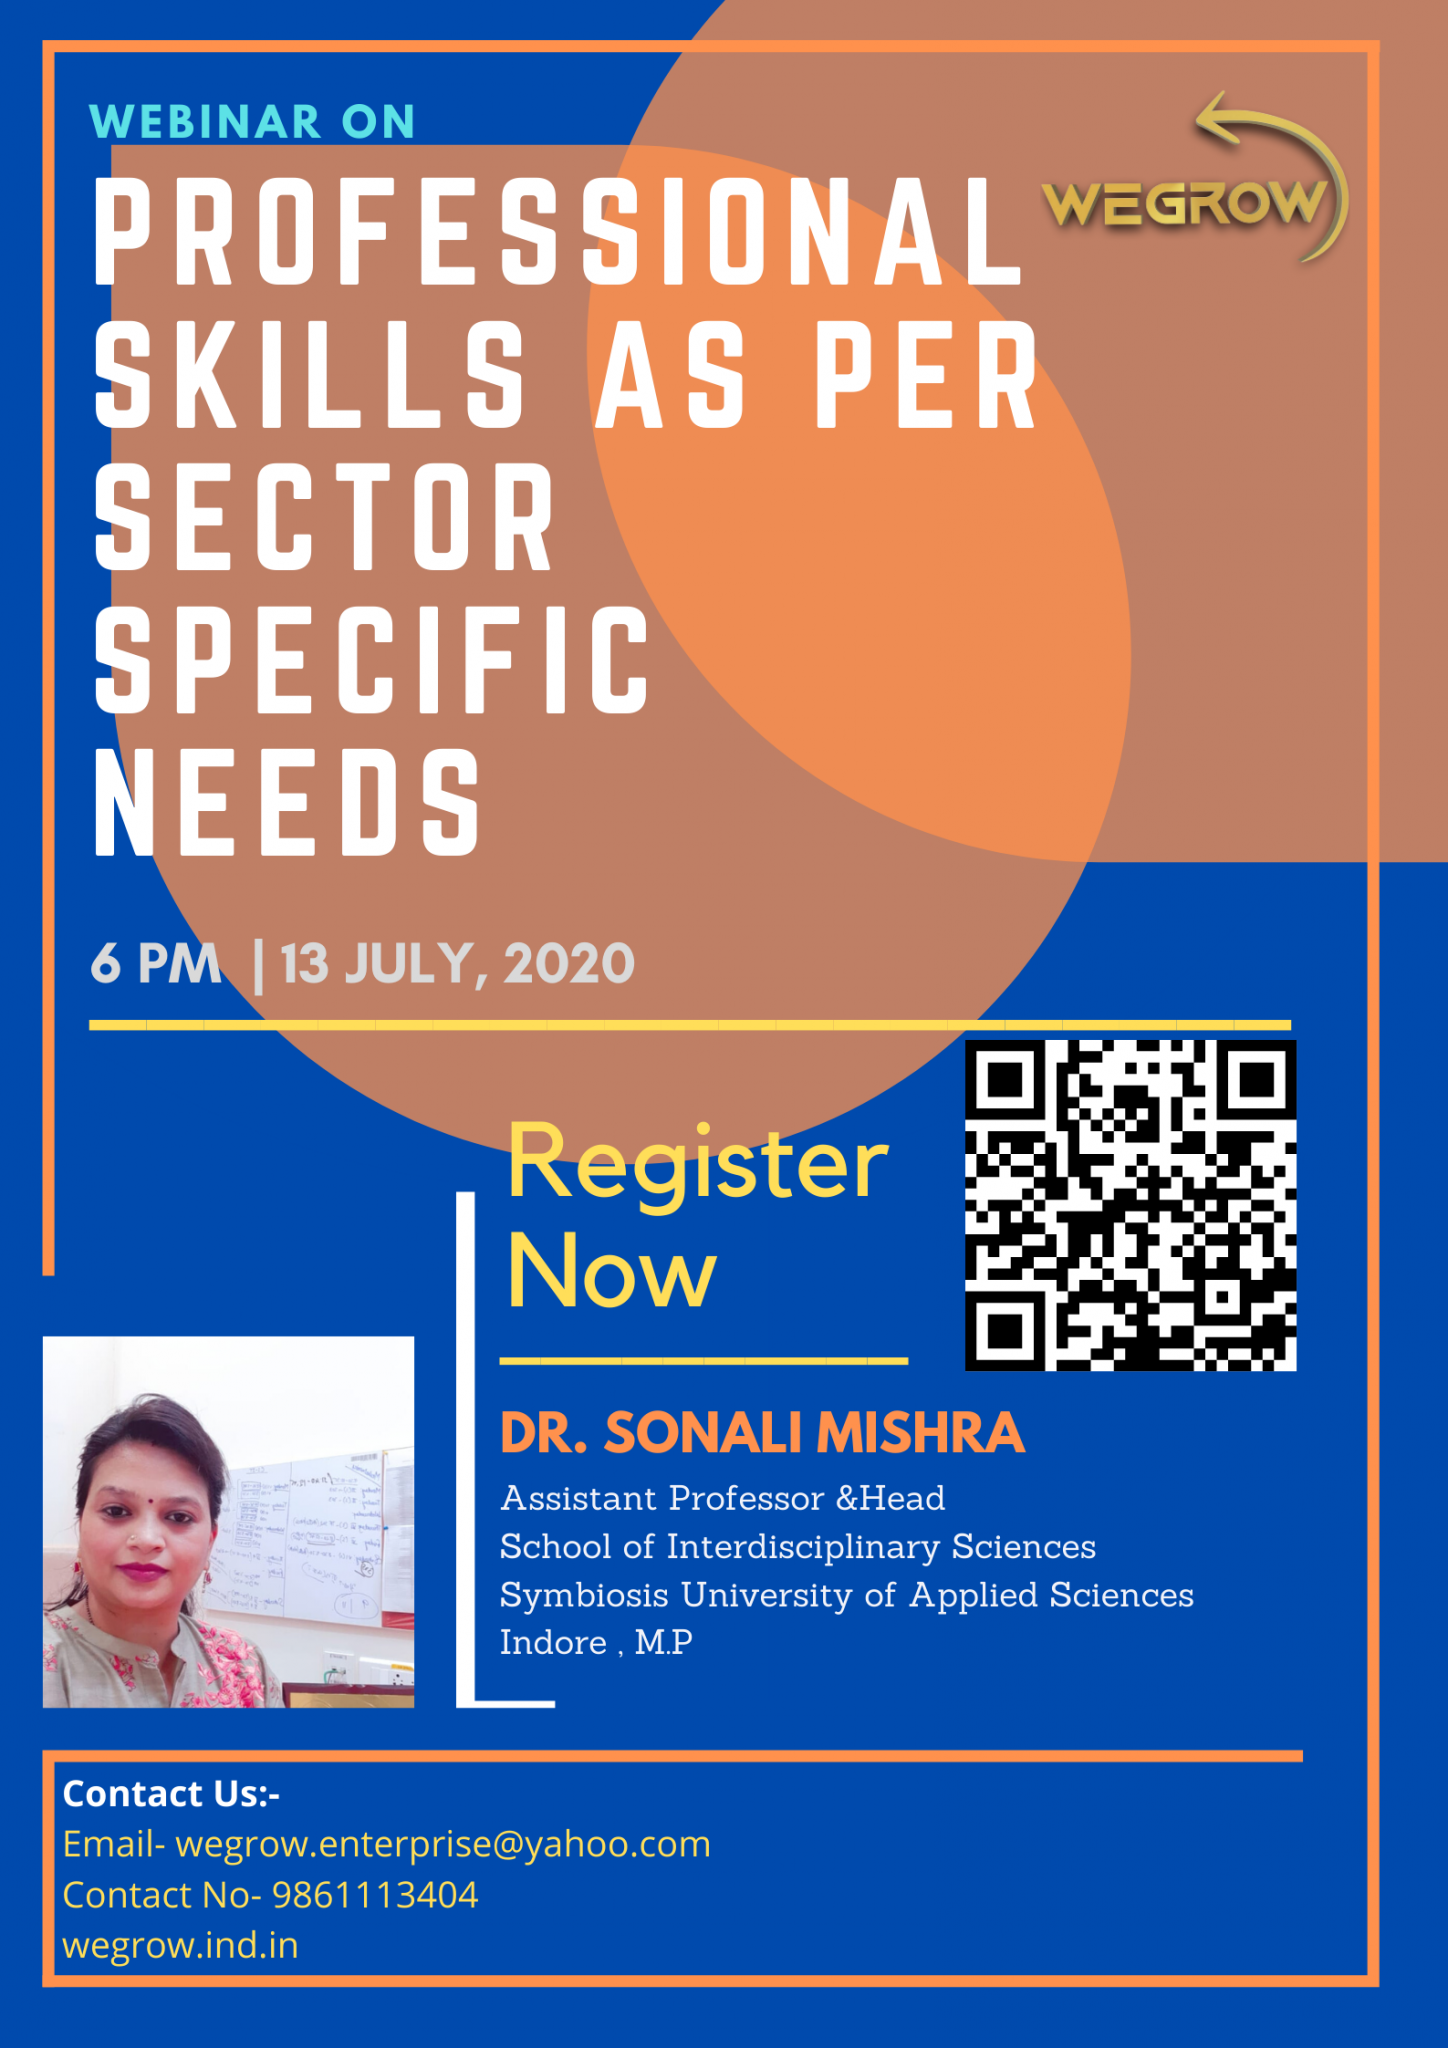 WEBINAR ON
WEGROW
PROFESSIONAL
SKILLS AS PER
SECTOR
SPECIFIC
NEEDS
6 PM | 13 JULY, 2020
Register
Now
DR. SONALI MISHRA
Assistant Professor &Head
School of Interdisciplinary Sciences
Symbiosis University of Applied Sciences
Indore , M.P
Contact Us:-
Email- wegrow.enterprise@yahoo.com
Contact No- 9861113404
wegrow.ind.in